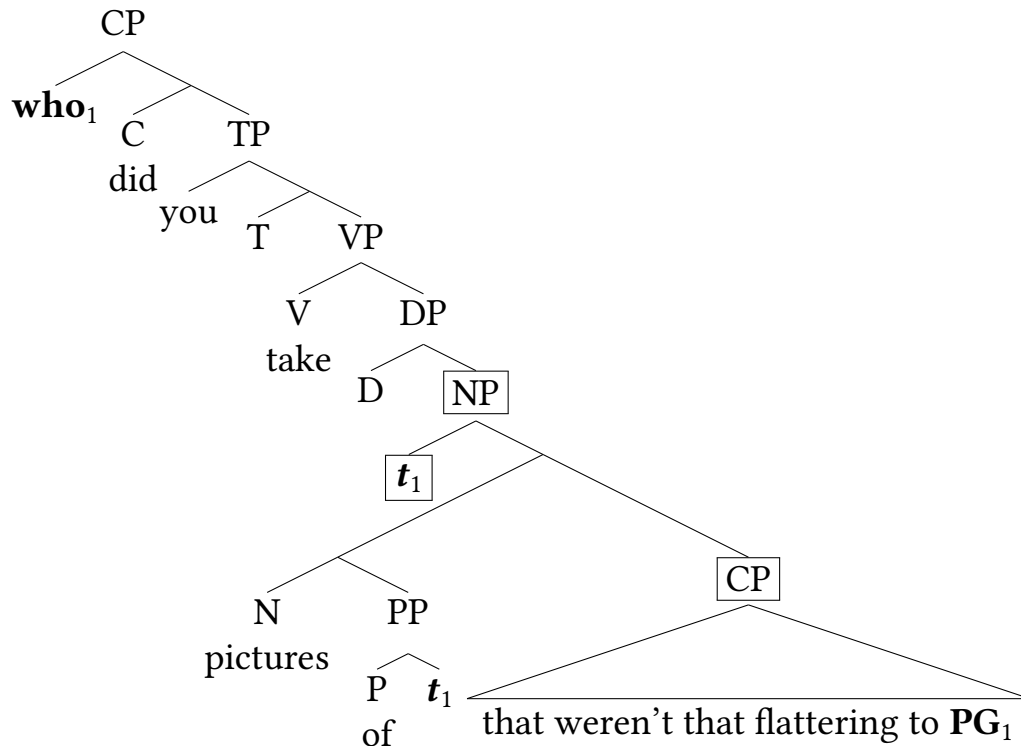 CP
who₁
C TP
did
you
T VP
V DP
take
D NP
t₁
CP
N PP
pictures
P t₁
of
that weren't that flattering to PG₁